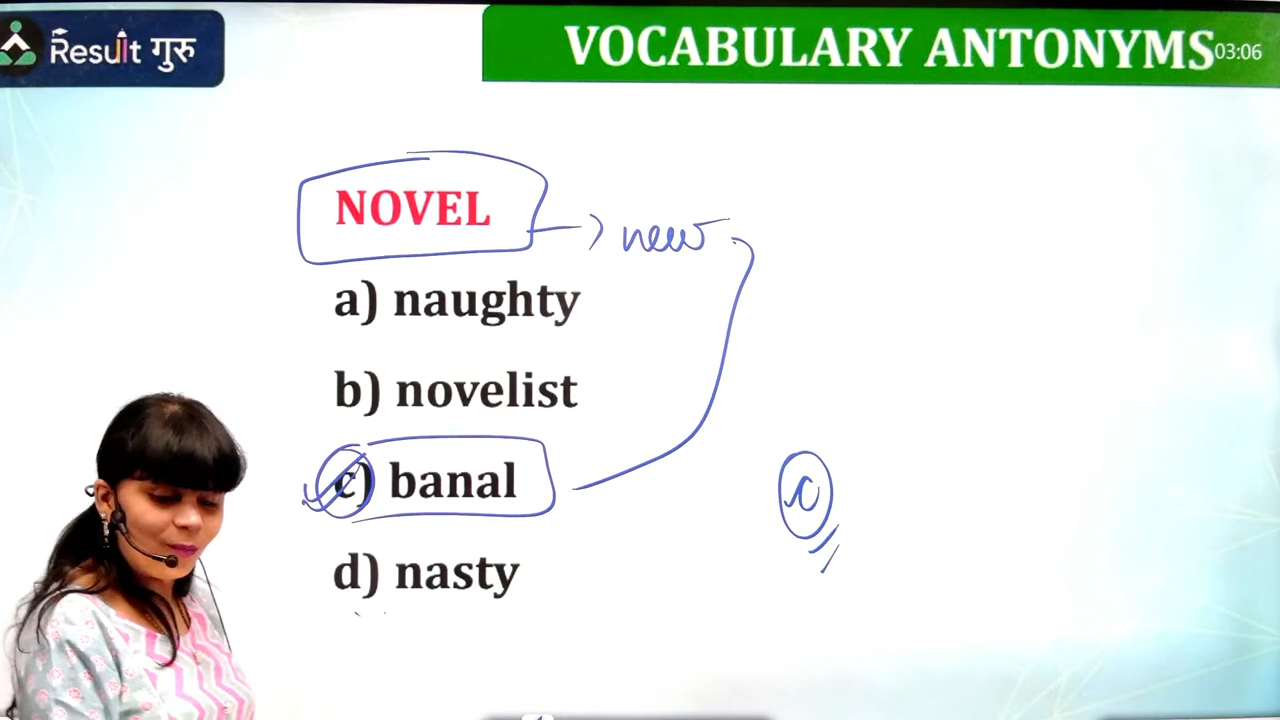 Result गुरु
VOCABULARY ANTONYMS
03:06
NOVEL
new
a) naughty
b) novelist
c) banal
c
d) nasty